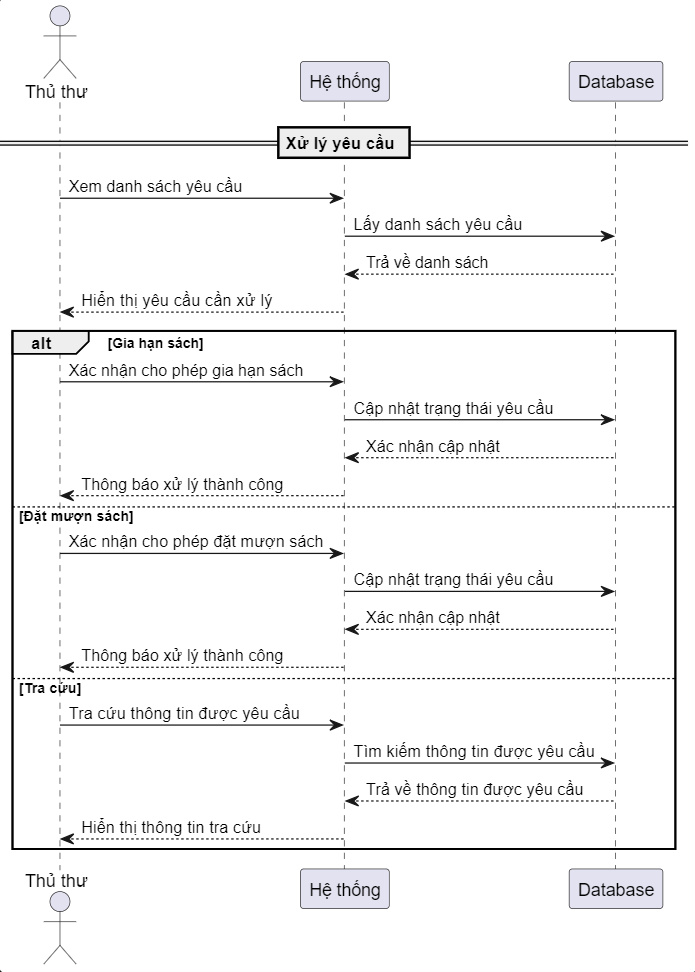 Thủ thư
Hệ thống
Database
Xử lý yêu cầu
Xem danh sách yêu cầu
Lấy danh sách yêu cầu
Trả về danh sách
Hiển thị yêu cầu cần xử lý
alt
[Gia hạn sách]
Xác nhận cho phép gia hạn sách
Cập nhật trạng thái yêu cầu
Xác nhận cập nhật
Thông báo xử lý thành công
[Đặt mượn sách]
Xác nhận cho phép đặt mượn sách
Cập nhật trạng thái yêu cầu
Xác nhận cập nhật
Thông báo xử lý thành công
[Tra cứu]
Tra cứu thông tin được yêu cầu
Tìm kiếm thông tin được yêu cầu
Trả về thông tin được yêu cầu
Hiển thị thông tin tra cứu
Thủ thư
Hệ thống
Database